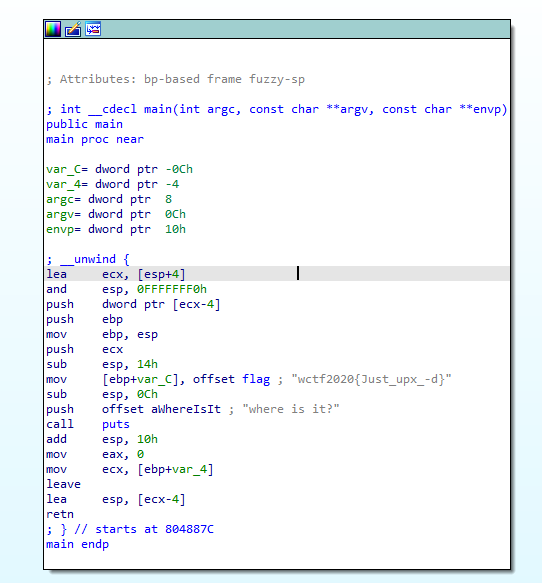 ; Attributes: bp-based frame fuzzy-sp
; int __cdecl main(int argc, const char **argv, const char **envp)
public main
main proc near
var_C= dword ptr -0Ch
var_4= dword ptr -4
argc= dword ptr  8
argv= dword ptr  0Ch
envp= dword ptr  10h
; __unwind {
lea     ecx, [esp+4]
and     esp, 0FFFFFFF0h
push    dword ptr [ecx-4]
push    ebp
mov     ebp, esp
push    ecx
sub     esp, 14h
mov     [ebp+var_C], offset flag ; "wctf2020{Just_upx_-d}"
sub     esp, 0Ch
push    offset aWhereIsIt ; "where is it?"
call    puts
add     esp, 10h
mov     eax, 0
mov     ecx, [ebp+var_4]
leave
lea     esp, [ecx-4]
retn
; } // starts at 804887C
main endp